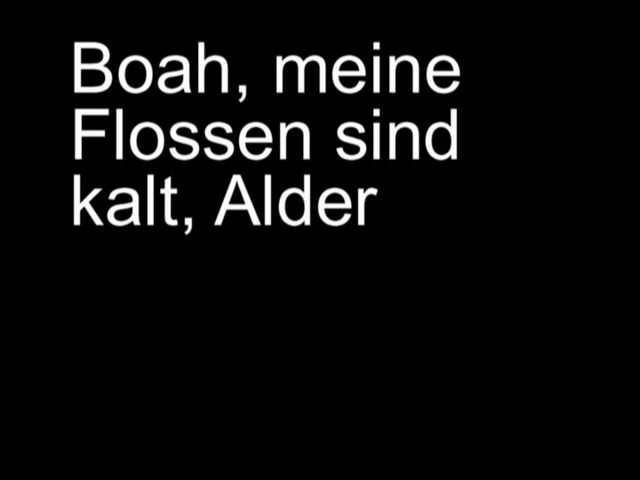 Boah, meine
Flossen sind
kalt, Alder